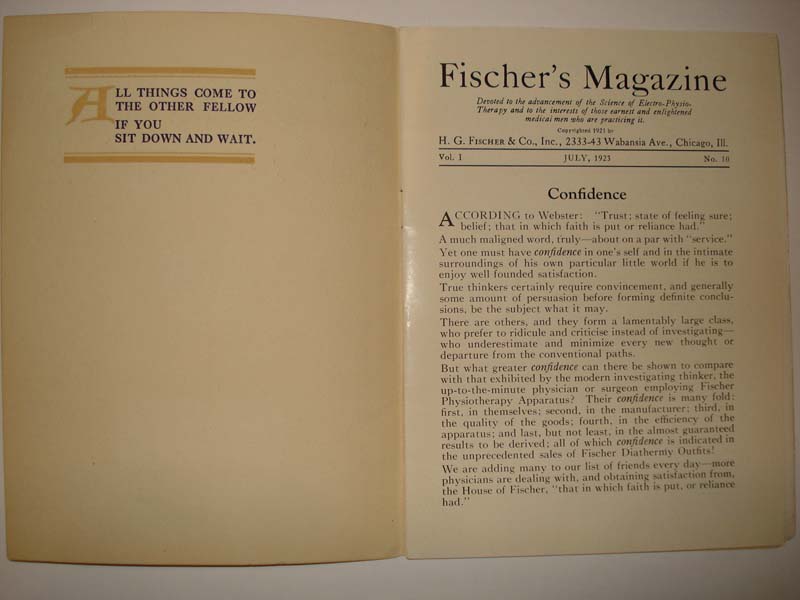 ALL THINGS COME TO
THE OTHER FELLOW
IF YOU
SIT DOWN AND WAIT.
Fischer's Magazine
Devoted to the advancement of the Science of Electro-Physio-
Therapy and to the interests of those earnest and enlightened
medical men who are practicing it.
Copyrighted 1923 by
H. G. FISCHER & CO., INC., 2333-43 Wabansia Ave., Chicago, Ill.
Vol. I JULY, 1923 No. 10
Confidence
ACCORDING to Webster: "Trust; state of feeling sure;
belief; that in which faith is put or reliance had."
A much maligned word, truly—about on a par with "service."
Yet one must have confidence in one's self and in the intimate
surroundings of his own particular little world if he is to
enjoy well founded satisfaction.
True thinkers certainly require convincement, and generally
some amount of persuasion before forming definite conclu-
sions, be the subject what it may.
There are others, and they form a lamentably large class,
who prefer to ridicule and criticise instead of investigating—
who underestimate and minimize every new thought or
departure from the conventional paths.
But what greater confidence can there be shown to compare
with that exhibited by the modern investigating thinker, the
up-to-the-minute physician or surgeon employing Fischer
Physiotherapy Apparatus? Their confidence is many fold:
first, in themselves; second, in the manufacturer; third, in
the quality of the goods; fourth, in the efficiency of the
apparatus; and last, but not least, in the almost guaranteed
results to be derived; all of which confidence is indicated in
the unprecedented sales of Fischer Diathermy Outfits!
We are adding many to our list of friends every day—more
physicians are dealing with, and obtaining satisfaction from,
the House of Fischer, "that in which faith is put, or reliance
had."